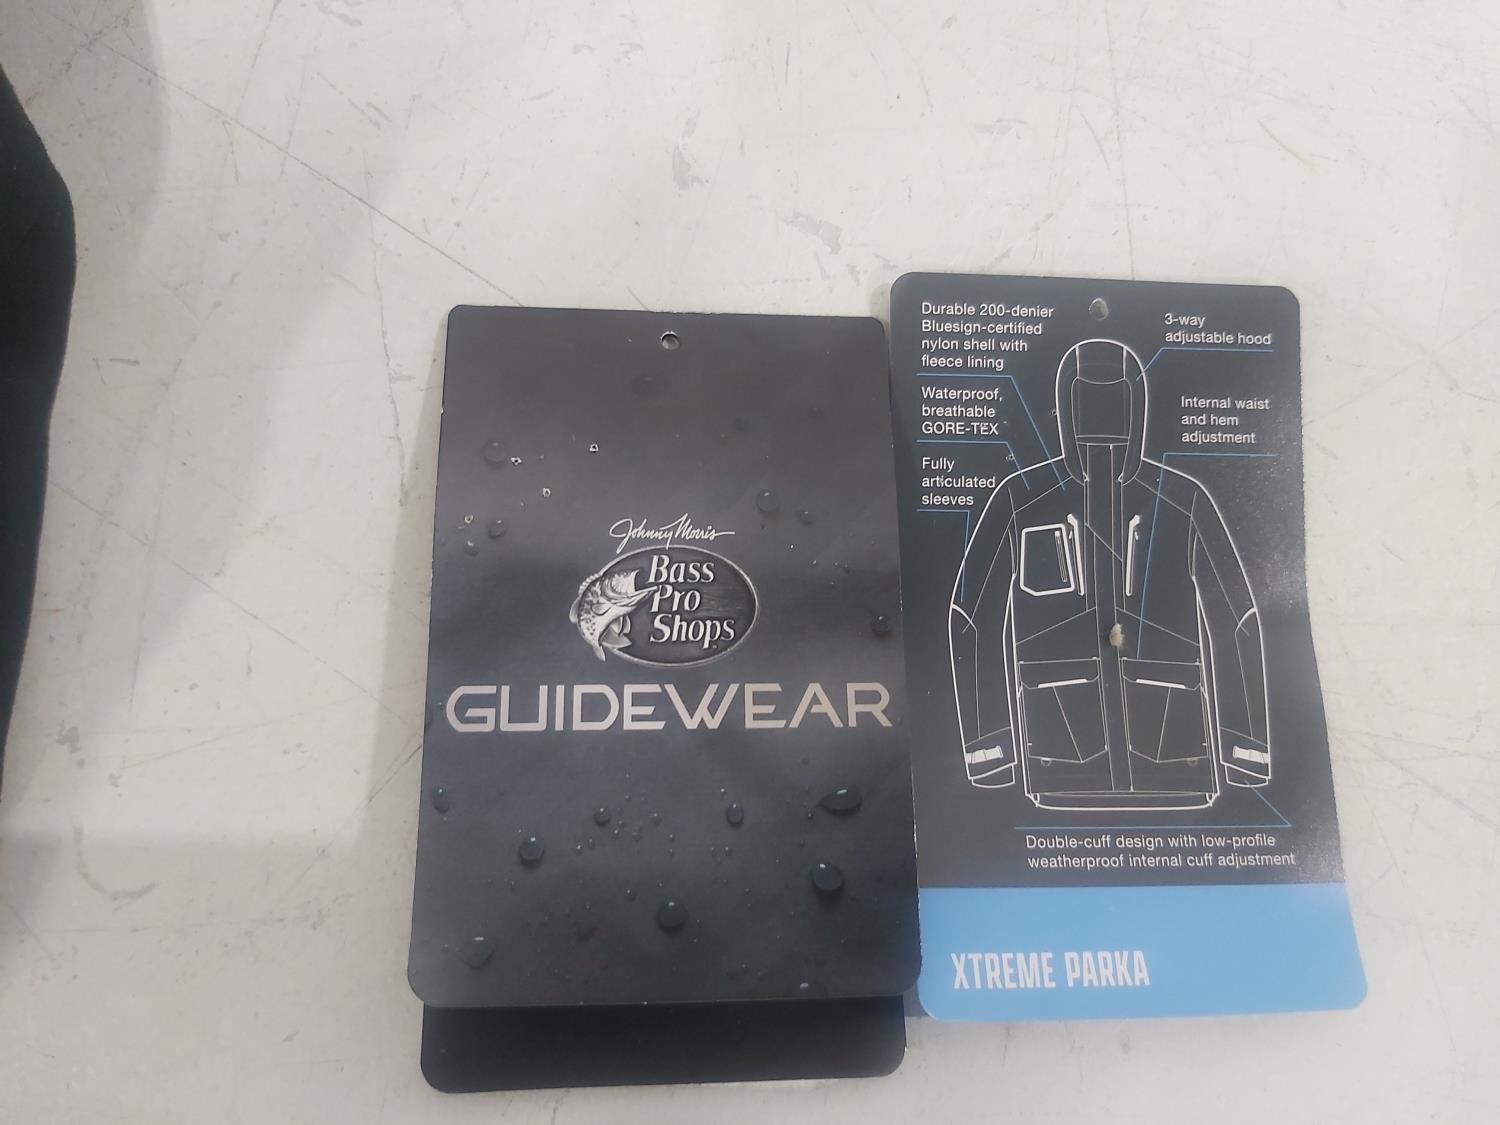 Johnny Morris
Bass
Pro
Shops
GUIDEWEAR
Durable 200-denier
Bluesign-certified
nylon shell with
fleece lining
Waterproof,
breathable
GORE-TEX
Fully
articulated
sleeves
3-way
adjustable hood
Internal waist
and hem
adjustment
Double-cuff design with low-profile
weatherproof internal cuff adjustment
XTREME PARKA